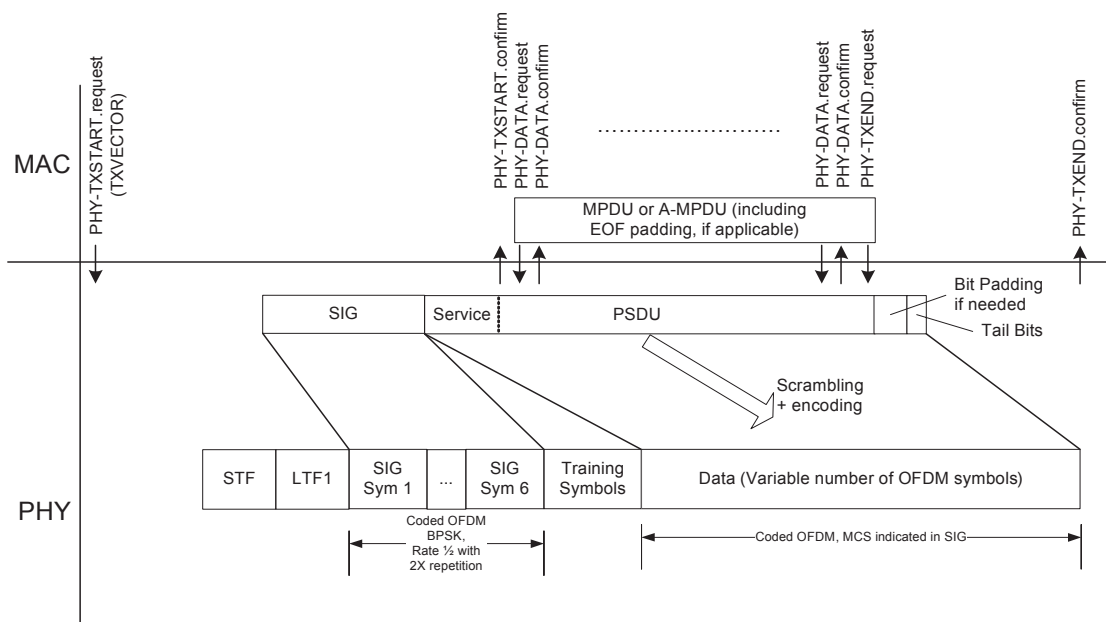 MAC
PHY-TXSTART.request
(TXVECTOR)
PHY-TXSTART.confirm
PHY-DATA.request
PHY-DATA.confirm
..........................
PHY-DATA.request
PHY-DATA.confirm
PHY-TXEND.request
PHY-TXEND.confirm
MPDU or A-MPDU (including
EOF padding, if applicable)
SIG
Service
PSDU
Bit Padding
if needed
Tail Bits
Scrambling
+ encoding
PHY
STF
LTF1
SIG
Sym 1
...
SIG
Sym 6
Training
Symbols
Data (Variable number of OFDM symbols)
Coded OFDM
BPSK,
Rate ½ with
2X repetition
Coded OFDM, MCS indicated in SIG